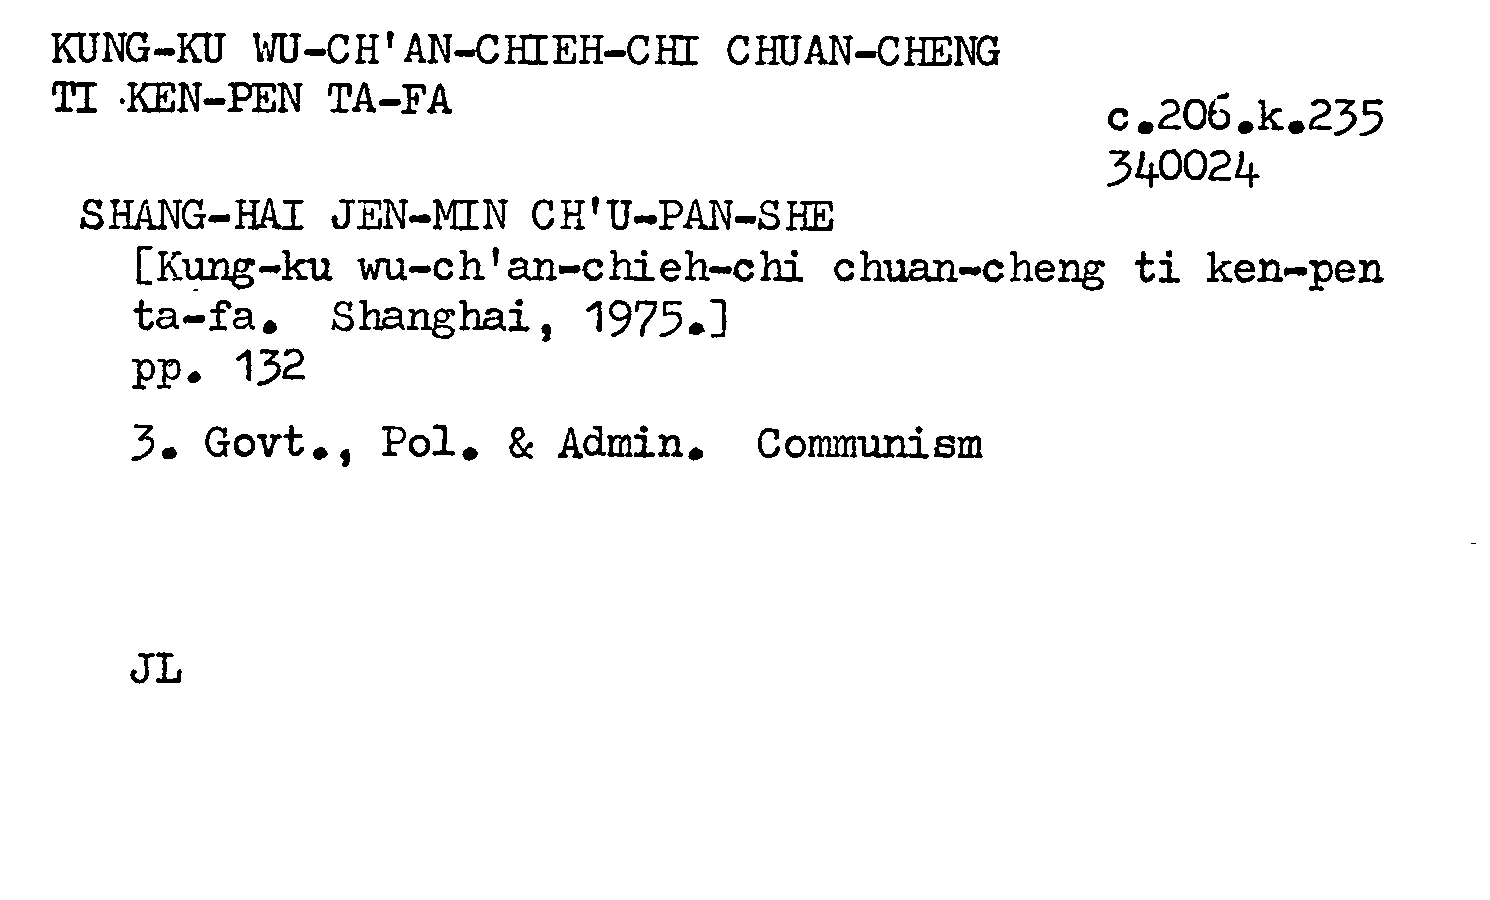 KUNG-KU WU-CH'AN-CHIEH-CHI CHUAN-CHENG
TI KEN-PEN TA-FA
c.206.k.235
340024
SHANG-HAI JEN-MIN CH'U-PAN-SHE
[Kung-ku wu-ch'an-chieh-chi chuan-cheng ti ken-pen
ta-fa. Shanghai, 1975.]
pp. 132
3. Govt., Pol. & Admin. Communism
JL